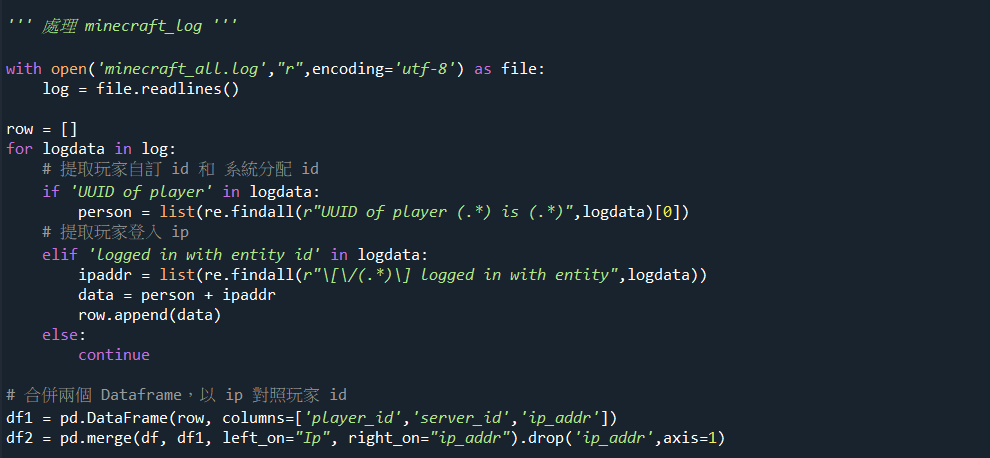 ''' 處理 minecraft_log '''
with open('minecraft_all.log',"r",encoding='utf-8') as file:
    log = file.readlines()
row = []
for logdata in log:
    # 提取玩家自訂 id 和 系統分配 id
    if 'UUID of player' in logdata:
        person = list(re.findall(r"UUID of player (.*) is (.*)",logdata)[0])
    # 提取玩家登入 ip
    elif 'logged in with entity id' in logdata:
        ipaddr = list(re.findall(r"\[\/(.*)\] logged in with entity",logdata))
        data = person + ipaddr
        row.append(data)
    else:
        continue
# 合併兩個 Dataframe，以 ip 對照玩家 id
df1 = pd.DataFrame(row, columns=['player_id','server_id','ip_addr'])
df2 = pd.merge(df, df1, left_on="Ip", right_on="ip_addr").drop('ip_addr',axis=1)